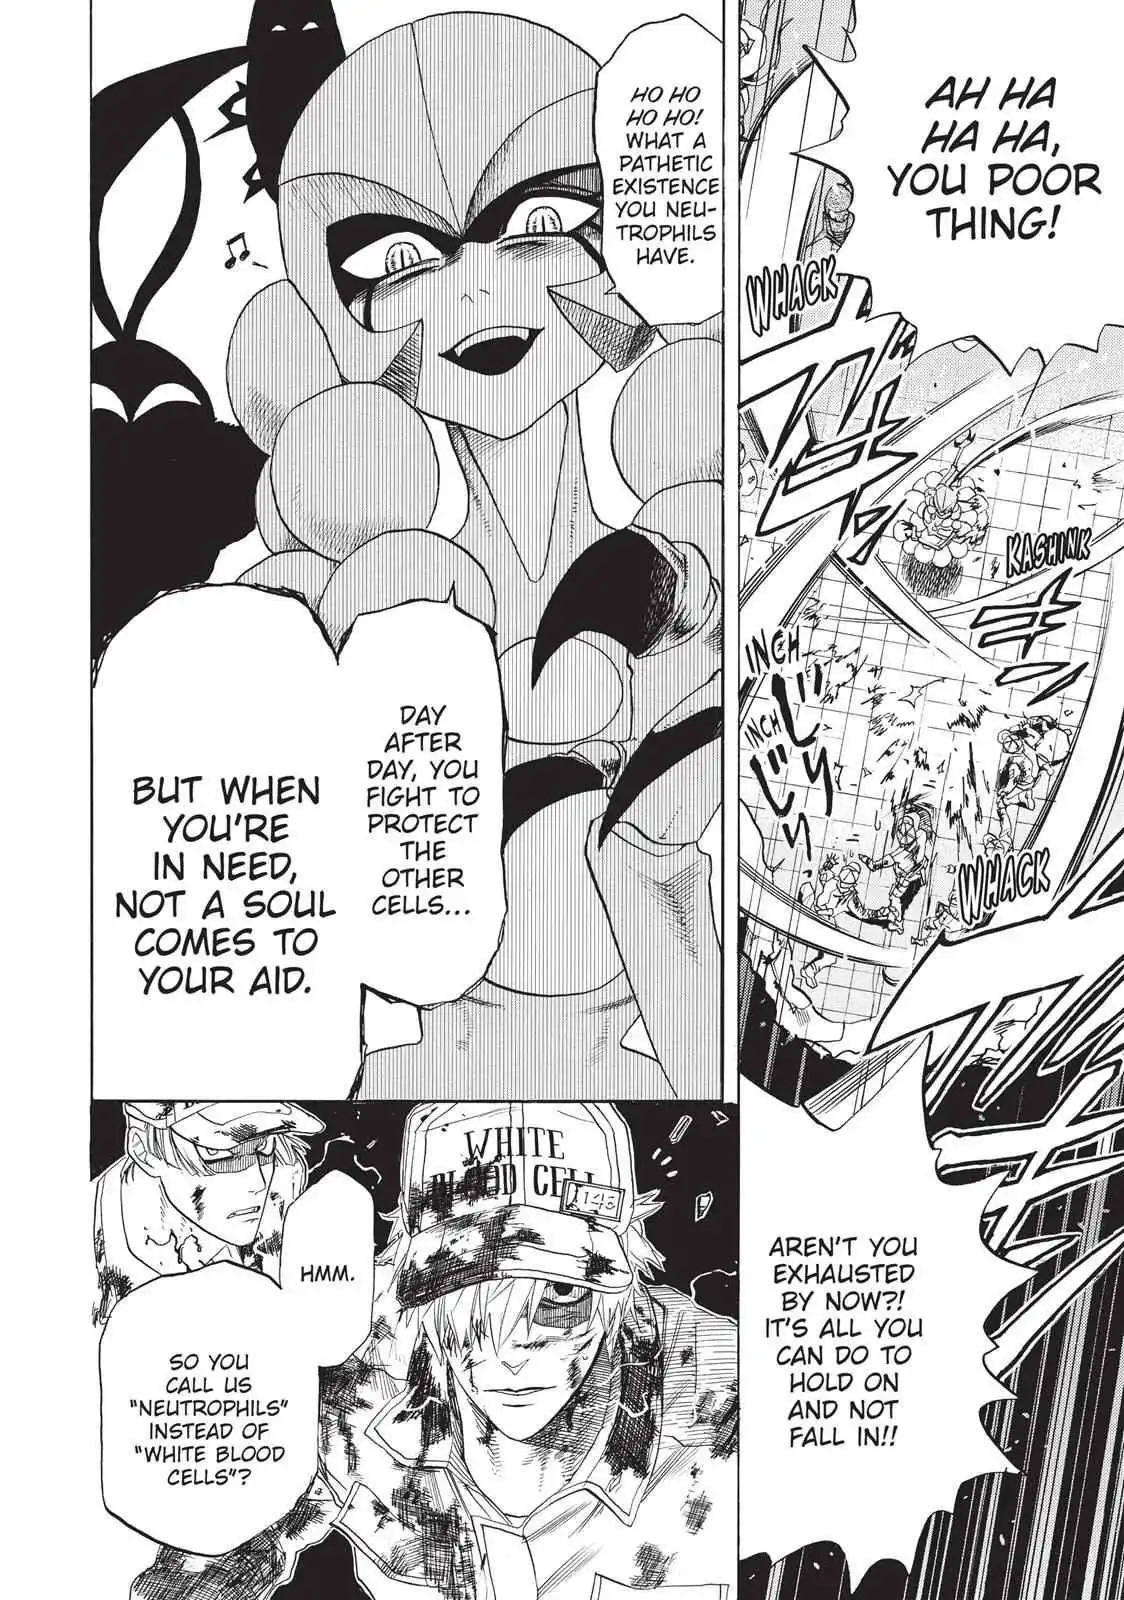 AH HA
HA HA,
YOU POOR
THING!
WHACK
KASHINK
INCH
INCH
WHACK
AREN'T YOU
EXHAUSTED
BY NOW?!
IT'S ALL YOU
CAN DO TO
HOLD ON
AND NOT
FALL IN!!
HO HO
HO HO!
WHAT A
PATHETIC
EXISTENCE
YOU NEU-
TROPHILS
HAVE.
DAY
AFTER
DAY, YOU
FIGHT TO
PROTECT
THE
OTHER
CELLS...
BUT WHEN
YOU'RE
IN NEED,
NOT A SOUL
COMES TO
YOUR AID.
WHITE
BLOOD CELL
1146
HMM.
SO YOU
CALL US
"NEUTROPHILS"
INSTEAD OF
"WHITE BLOOD
CELLS"?